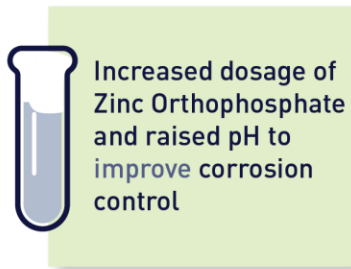 Increased dosage of
Zinc Orthophosphate
and raised pH to
improve corrosion
control